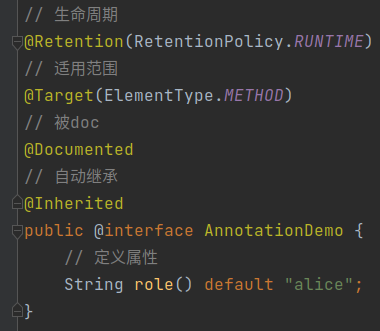 // 生命周期
@Retention(RetentionPolicy.RUNTIME)
// 适用范围
@Target(ElementType.METHOD)
// 被doc
@Documented
// 自动继承
@Inherited
public @interface AnnotationDemo {
    // 定义属性
    String role() default "alice";
}